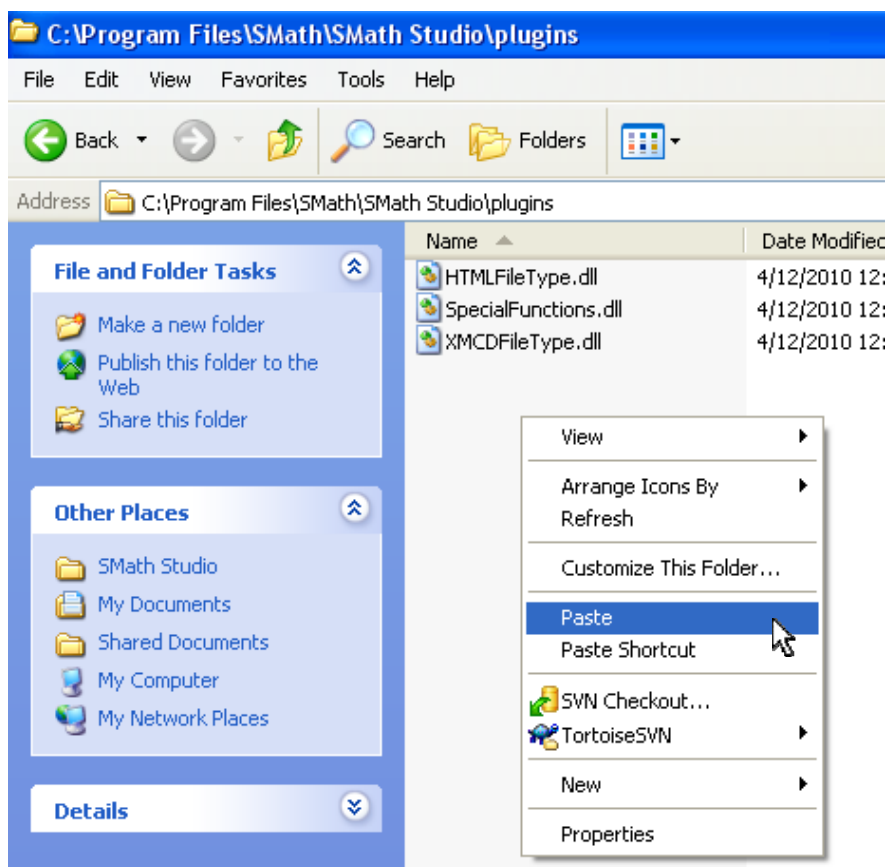 C:\Program Files\SMath\SMath Studio\plugins
File Edit View Favorites Tools Help
Back Search Folders
Address C:\Program Files\SMath\SMath Studio\plugins
File and Folder Tasks
Make a new folder
Publish this folder to the
Web
Share this folder
Other Places
SMath Studio
My Documents
Shared Documents
My Computer
My Network Places
Details
Name Date Modified
HTMLFileType.dll 4/12/2010 12:
SpecialFunctions.dll 4/12/2010 12:
XMCDFileType.dll 4/12/2010 12:
View
Arrange Icons By
Refresh
Customize This Folder...
Paste
Paste Shortcut
SVN Checkout...
TortoiseSVN
New
Properties